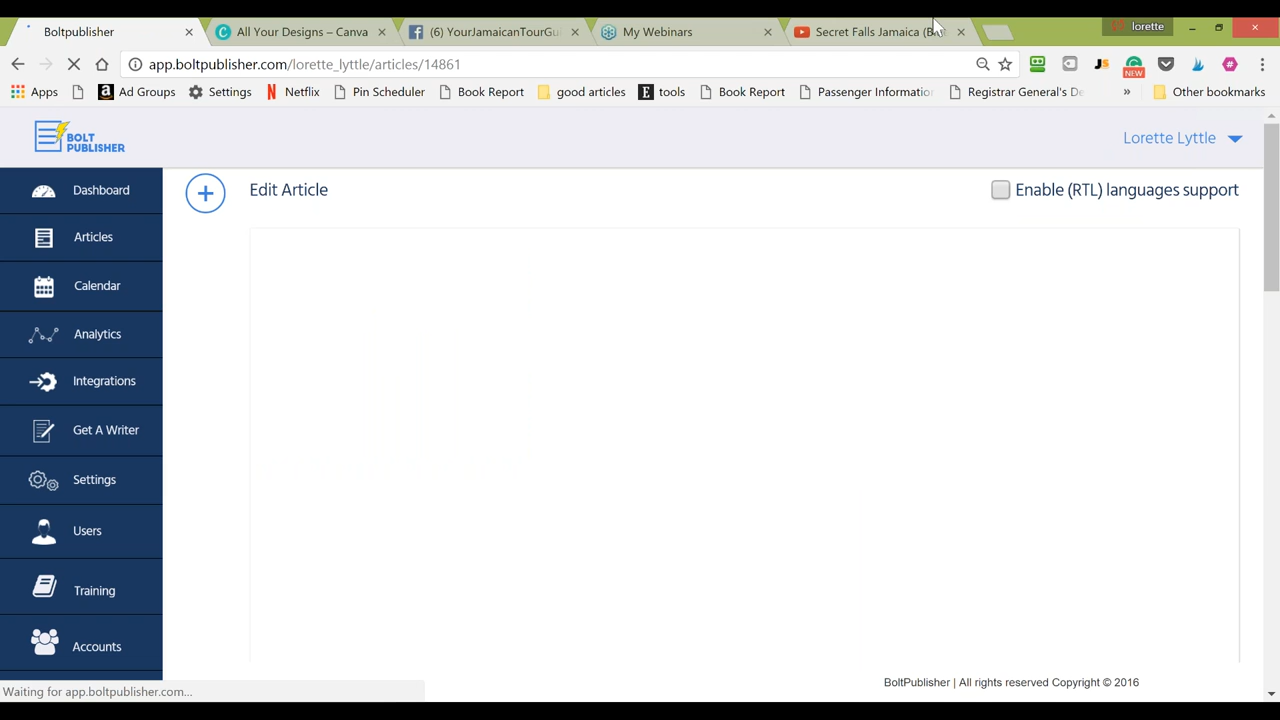 Boltpublisher
All Your Designs – Canva
(6) YourJamaicanTourGui
My Webinars
Secret Falls Jamaica (B
lorette
app.boltpublisher.com/lorette_lyttle/articles/14861
NEW
Apps
Ad Groups
Settings
Netflix
Pin Scheduler
Book Report
good articles
tools
Book Report
Passenger Information
Registrar General's De
»
Other bookmarks
BOLT
PUBLISHER
Lorette Lyttle
Dashboard
Edit Article
Enable (RTL) languages support
Articles
Calendar
Analytics
Integrations
Get A Writer
Settings
Users
Training
Accounts
BoltPublisher | All rights reserved Copyright © 2016
Waiting for app.boltpublisher.com...